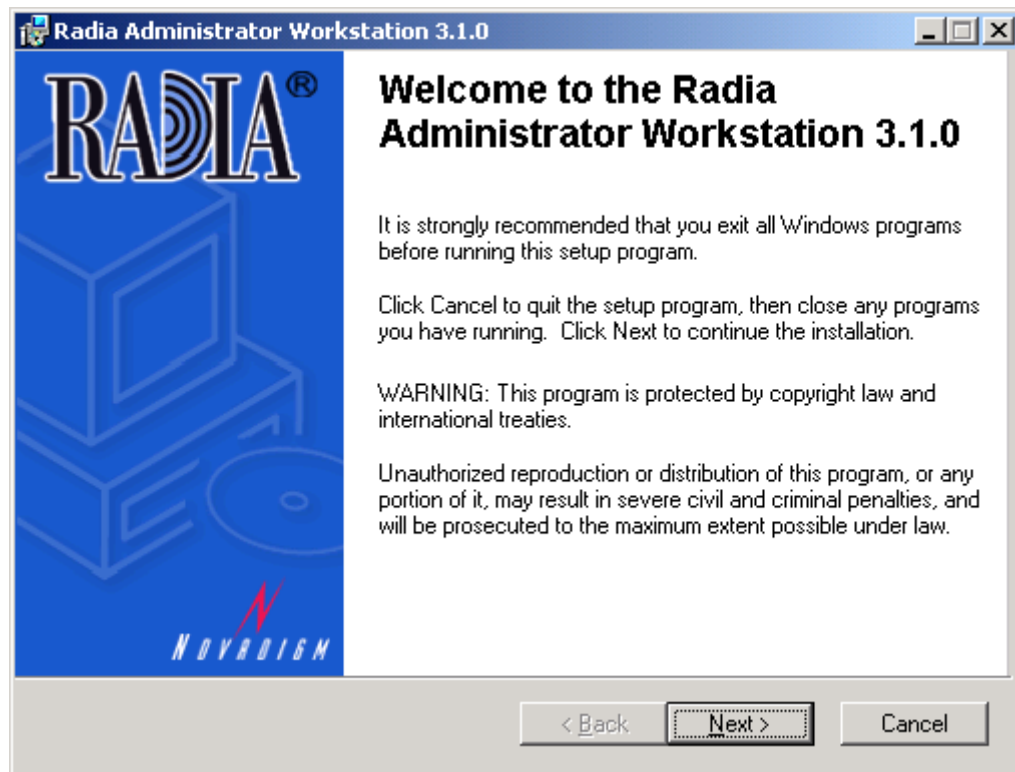 Radia Administrator Workstation 3.1.0
RADIA®
Welcome to the Radia
Administrator Workstation 3.1.0
It is strongly recommended that you exit all Windows programs
before running this setup program.
Click Cancel to quit the setup program, then close any programs
you have running.  Click Next to continue the installation.
WARNING: This program is protected by copyright law and
international treaties.
Unauthorized reproduction or distribution of this program, or any
portion of it, may result in severe civil and criminal penalties, and
will be prosecuted to the maximum extent possible under law.
NOVADIGM
< Back
Next >
Cancel